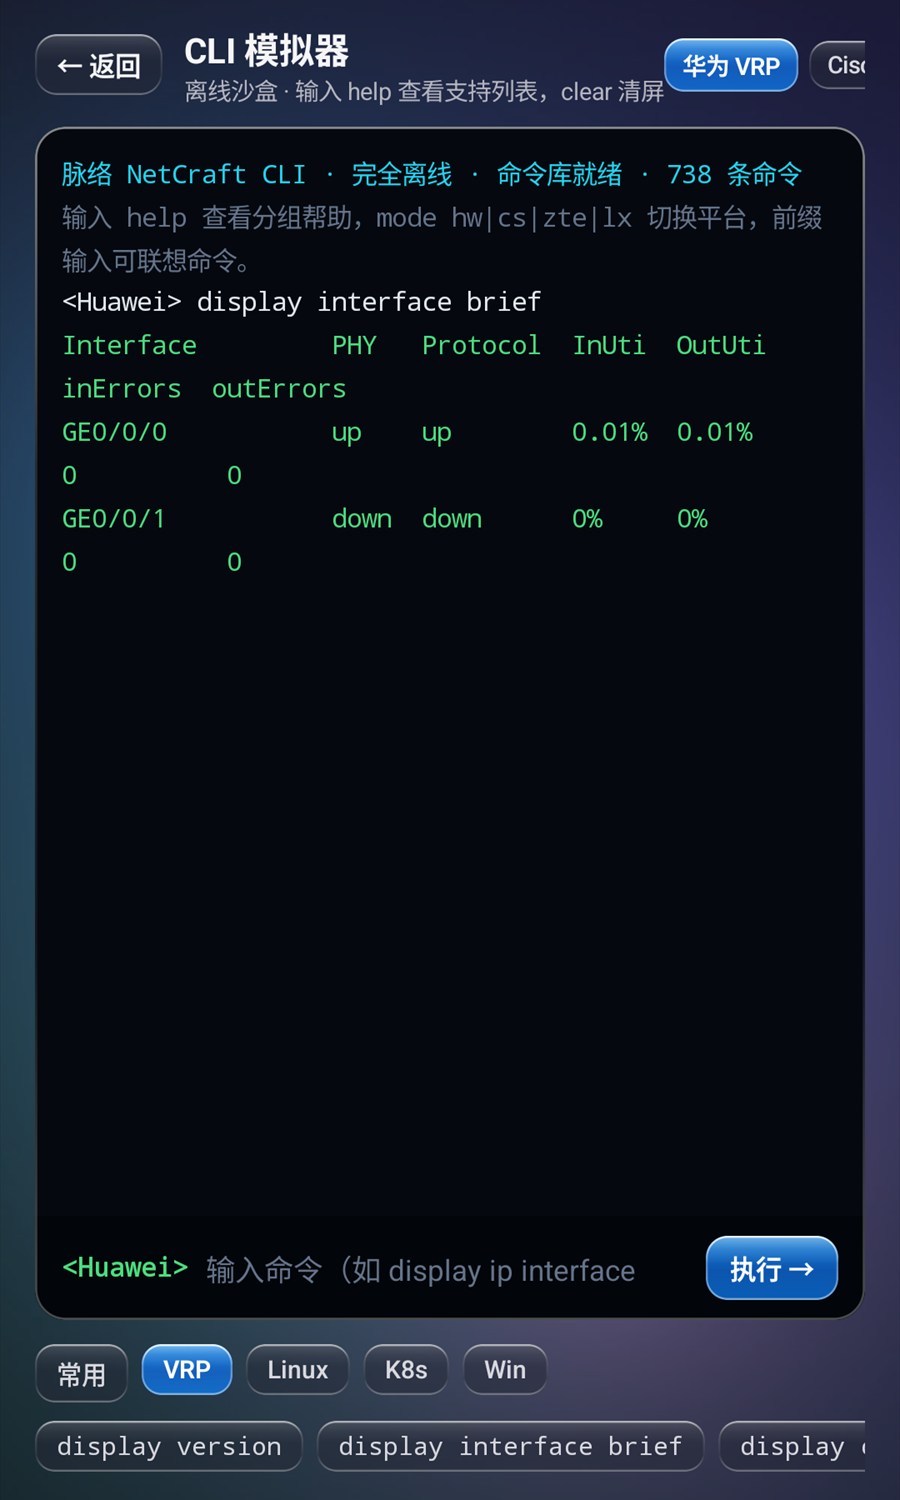 ← 返回
CLI 模拟器
离线沙盒 · 输入 help 查看支持列表，clear 清屏
华为 VRP
脉络 NetCraft CLI · 完全离线 · 命令库就绪 · 738 条命令
输入 help 查看分组帮助，mode hw|cs|zte|lx 切换平台，前缀
输入可联想命令。
<Huawei> display interface brief
Interface PHY Protocol InUti OutUti
inErrors outErrors
GE0/0/0 up up 0.01% 0.01%
0 0
GE0/0/1 down down 0% 0%
0 0
<Huawei> 输入命令（如 display ip interface
执行 →
常用 VRP Linux K8s Win
display version display interface brief display